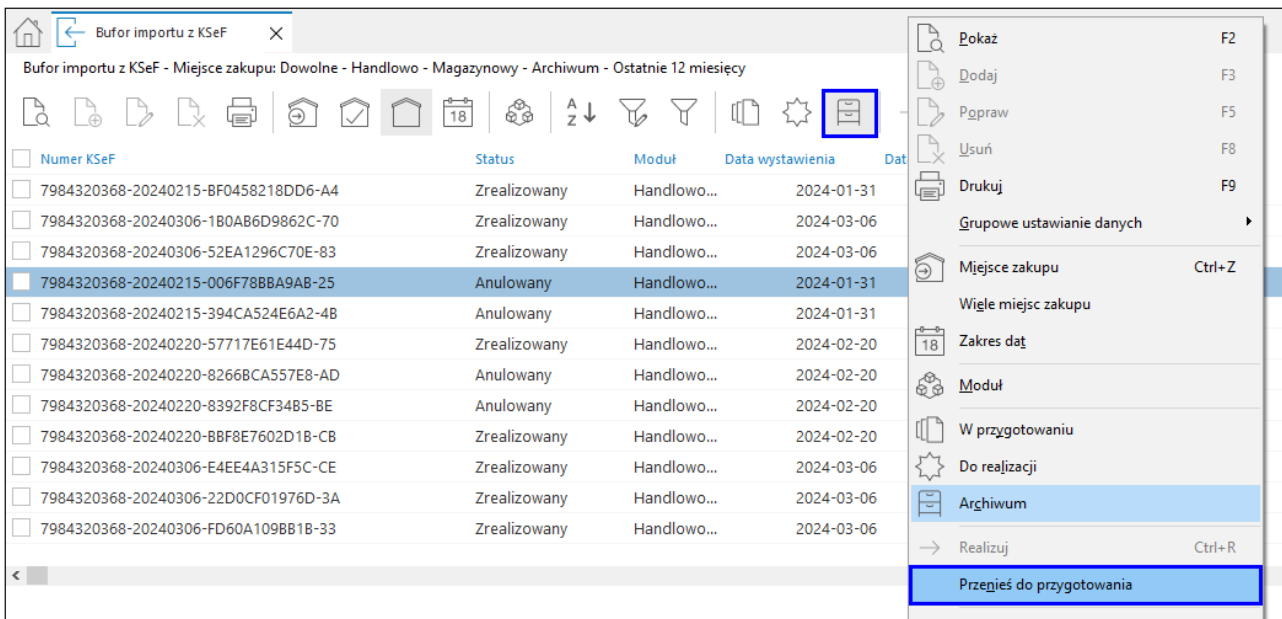 Bufor importu z KSeF
Bufor importu z KSeF - Miejsce zakupu: Dowolne - Handlowo - Magazynowy - Archiwum - Ostatnie 12 miesięcy
18
A
Z
Numer KSeF Status Moduł Data wystawienia Dat
7984320368-20240215-BF0458218DD6-A4 Zrealizowany Handlowo... 2024-01-31
7984320368-20240306-1B0AB6D9862C-70 Zrealizowany Handlowo... 2024-03-06
7984320368-20240306-52EA1296C70E-83 Zrealizowany Handlowo... 2024-03-06
7984320368-20240215-006F78BBA9AB-25 Anulowany Handlowo... 2024-01-31
7984320368-20240215-394CA524E6A2-4B Anulowany Handlowo... 2024-01-31
7984320368-20240220-57717E61E44D-75 Zrealizowany Handlowo... 2024-02-20
7984320368-20240220-8266BCA557E8-AD Anulowany Handlowo... 2024-02-20
7984320368-20240220-8392F8CF34B5-BE Anulowany Handlowo... 2024-02-20
7984320368-20240220-BBF8E7602D1B-CB Zrealizowany Handlowo... 2024-02-20
7984320368-20240306-E4EE4A315F5C-CE Zrealizowany Handlowo... 2024-03-06
7984320368-20240306-22D0CF01976D-3A Zrealizowany Handlowo... 2024-03-06
7984320368-20240306-FD60A109BB1B-33 Zrealizowany Handlowo... 2024-03-06
Pokaż F2
Dodaj F3
Popraw F5
Usuń F8
Drukuj F9
Grupowe ustawianie danych
Miejsce zakupu Ctrl+Z
Wiele miejsc zakupu
18 Zakres dat
Moduł
W przygotowaniu
Do realizacji
Archiwum
Realizuj Ctrl+R
Przenieś do przygotowania